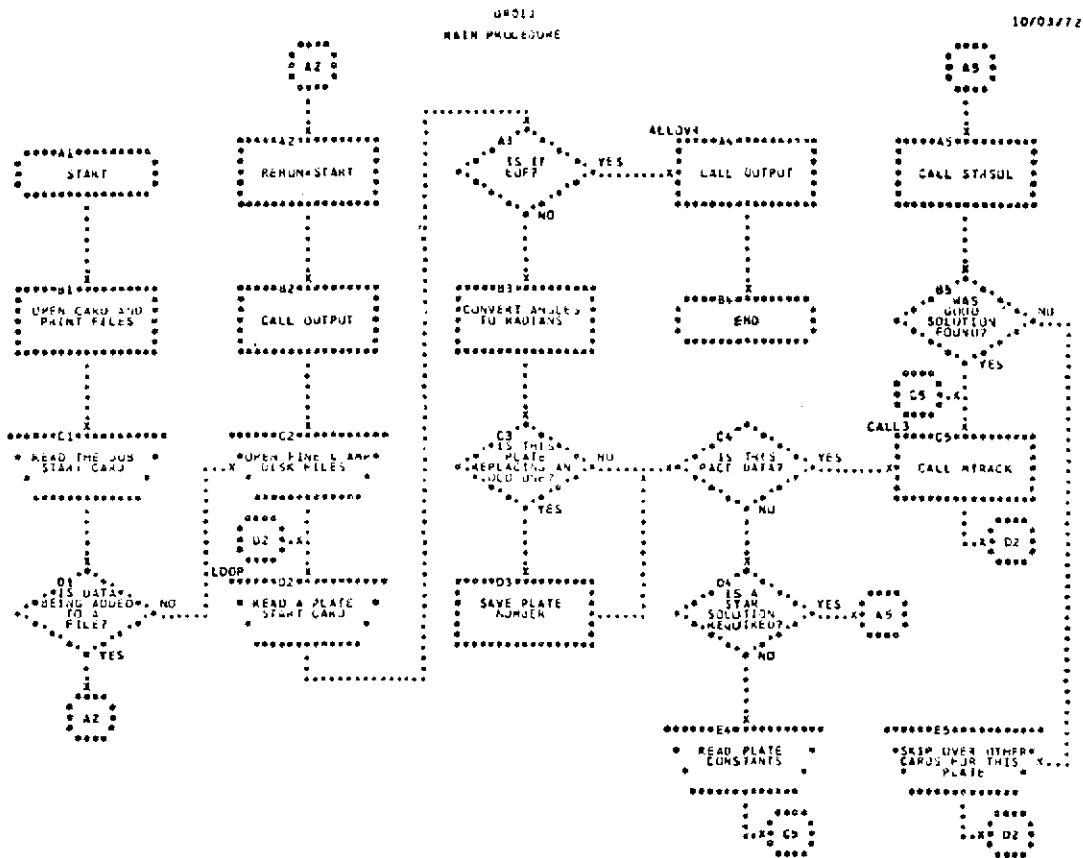 MAIN PROCEDURE
10/03/72
A2
A5
A1
START
A2
RERUN-START
A3
IS IT
EOF?
YES
NO
A4
CALL OUTPUT
A5
CALL STRSOL
B1
OPEN CARD AND
PRINT FILES
B2
CALL OUTPUT
B3
CONVERT ANGLES
TO RADIANS
B4
END
B5
WAS
GOOD
SOLUTION
FOUND?
NO
YES
C5
CALL3
C1
READ THE JOB
START CARD
C2
DISK FILES
C3
IS THIS
PLATE
REPLACING AN
OLD ONE?
NO
YES
C4
IS THIS
PACT DATA?
YES
NO
C5
CALL MTRACK
D2
D2
LOOP
D1
IS DATA
BEING ADDED
TO A
FILE?
NO
YES
D2
READ A PLATE
START CARD
D3
SAVE PLATE
NUMBER
D4
IS A
STAR
SOLUTION
REQUIRED?
YES
NO
A5
A2
E4
READ PLATE
CONSTANTS
E5
SKIP OVER OTHER
CARDS FOR THIS
PLATE
C5
D2